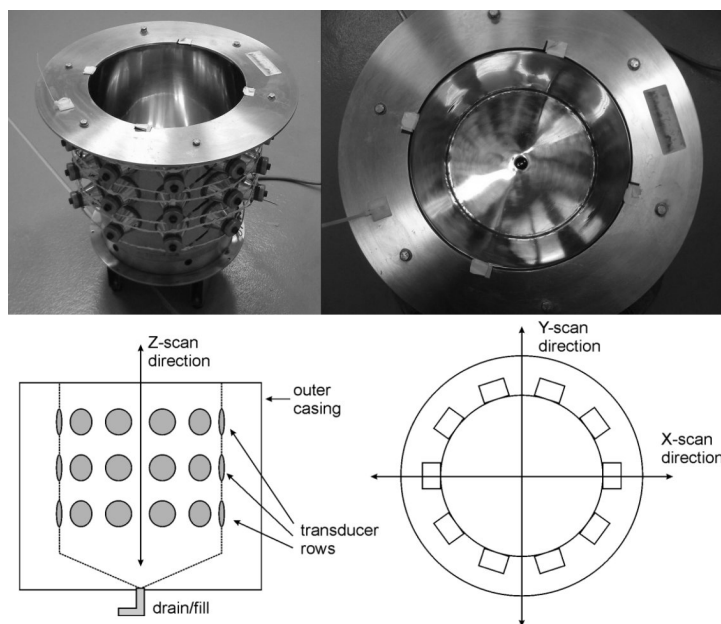 Z-scan
direction
outer
casing
transducer
rows
drain/fill
Y-scan
direction
X-scan
direction